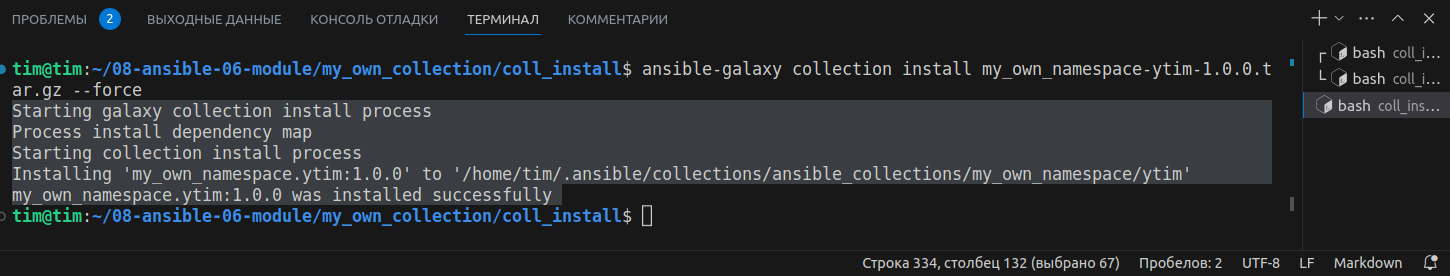 ПРОБЛЕМЫ 2 ВЫХОДНЫЕ ДАННЫЕ КОНСОЛЬ ОТЛАДКИ ТЕРМИНАЛ КОММЕНТАРИИ
tim@tim:~/08-ansible-06-module/my_own_collection/coll_install$ ansible-galaxy collection install my_own_namespace-ytim-1.0.0.t
ar.gz --force
Starting galaxy collection install process
Process install dependency map
Starting collection install process
Installing 'my_own_namespace.ytim:1.0.0' to '/home/tim/.ansible/collections/ansible_collections/my_own_namespace/ytim'
my_own_namespace.ytim:1.0.0 was installed successfully
tim@tim:~/08-ansible-06-module/my_own_collection/coll_install$
bash coll_i...
bash coll_i...
bash coll_ins...
Строка 334, столбец 132 (выбрано 67) Пробелов: 2 UTF-8 LF Markdown